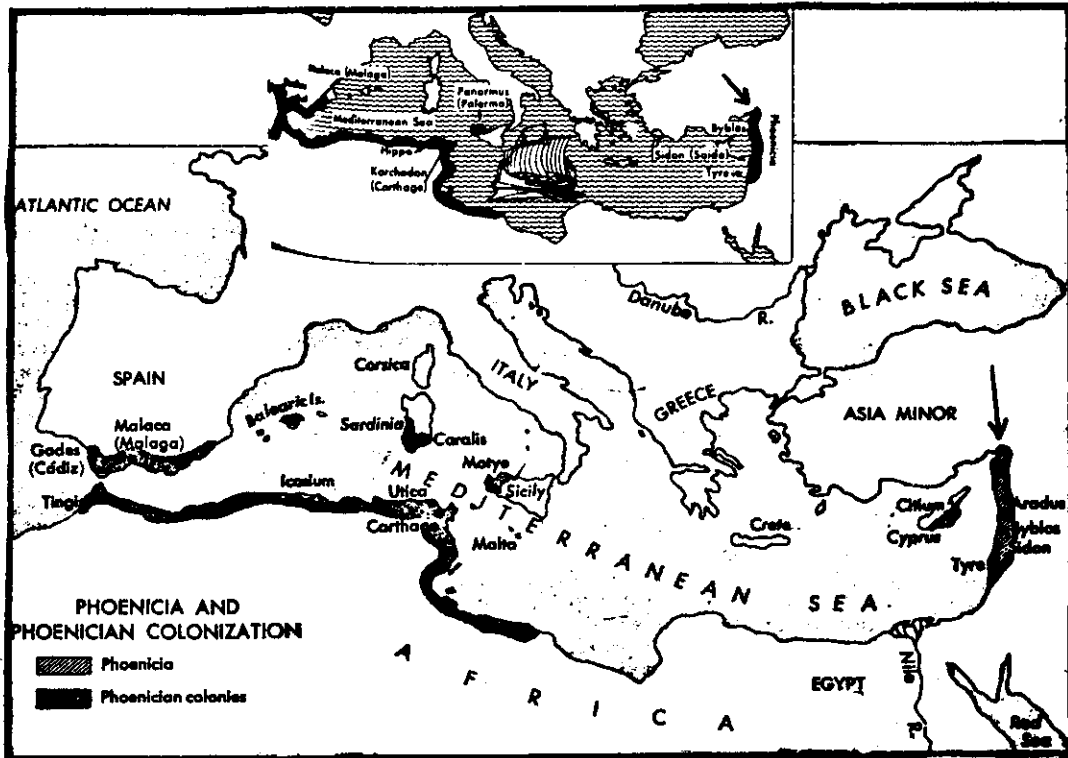 Malaca (Malaga)
Panormus
(Palermo)
Mediterranean Sea
Hippo
Karchedon
(Carthage)
Byblos
Sidon (Saida)
Tyre
Phoenicia
ATLANTIC OCEAN
Danube R.
BLACK SEA
SPAIN
Corsica
ITALY
GREECE
ASIA MINOR
Balearic Is.
Sardinia
Caralis
Malaca
(Malaga)
Gades
(Cádiz)
Tingi
Icosium
Utica
Carthage
Motye
Sicily
Malta
Crete
Citium
Cyprus
Aradus
Byblos
Sidon
Tyre
MEDITERRANEAN SEA
PHOENICIA AND
PHOENICIAN COLONIZATION
Phoenicia
Phoenician colonies
AFRICA
EGYPT
Nile R.
Red
Sea